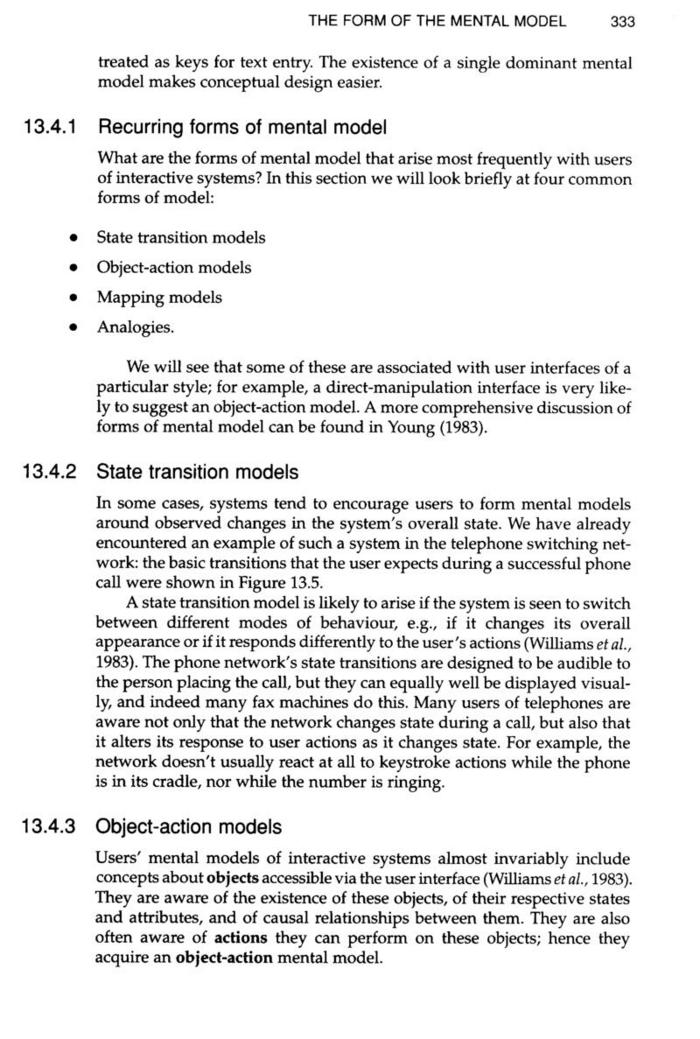 THE FORM OF THE MENTAL MODEL 333
treated as keys for text entry. The existence of a single dominant mental
model makes conceptual design easier.
13.4.1 Recurring forms of mental model
What are the forms of mental model that arise most frequently with users
of interactive systems? In this section we will look briefly at four common
forms of model:
• State transition models
• Object-action models
• Mapping models
• Analogies.
We will see that some of these are associated with user interfaces of a
particular style; for example, a direct-manipulation interface is very like-
ly to suggest an object-action model. A more comprehensive discussion of
forms of mental model can be found in Young (1983).
13.4.2 State transition models
In some cases, systems tend to encourage users to form mental models
around observed changes in the system's overall state. We have already
encountered an example of such a system in the telephone switching net-
work: the basic transitions that the user expects during a successful phone
call were shown in Figure 13.5.
A state transition model is likely to arise if the system is seen to switch
between different modes of behaviour, e.g., if it changes its overall
appearance or if it responds differently to the user's actions (Williams et al.,
1983). The phone network's state transitions are designed to be audible to
the person placing the call, but they can equally well be displayed visual-
ly, and indeed many fax machines do this. Many users of telephones are
aware not only that the network changes state during a call, but also that
it alters its response to user actions as it changes state. For example, the
network doesn't usually react at all to keystroke actions while the phone
is in its cradle, nor while the number is ringing.
13.4.3 Object-action models
Users' mental models of interactive systems almost invariably include
concepts about objects accessible via the user interface (Williams et al., 1983).
They are aware of the existence of these objects, of their respective states
and attributes, and of causal relationships between them. They are also
often aware of actions they can perform on these objects; hence they
acquire an object-action mental model.